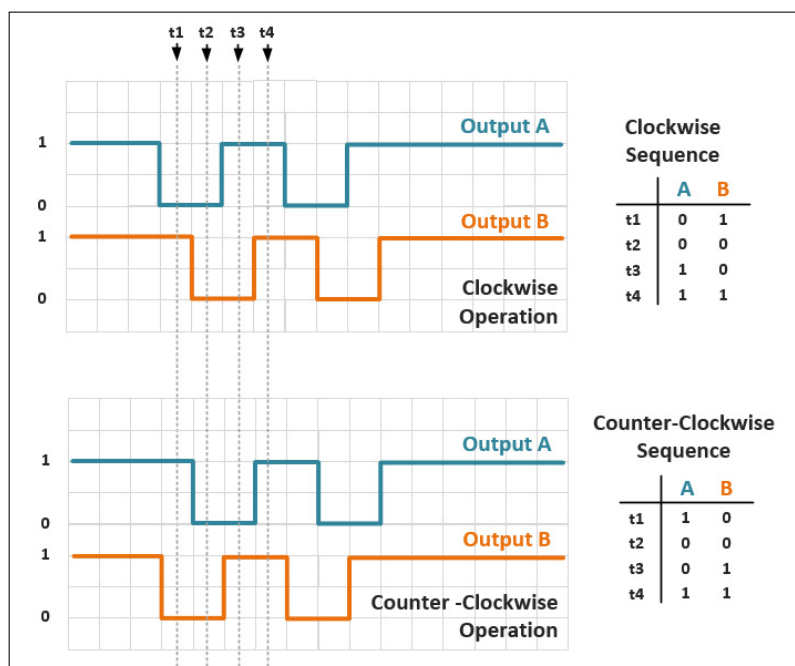 t1 t2 t3 t4
Output A
1
0
Output B
1
0
Clockwise
Operation
Clockwise
Sequence
A B
t1 0 1
t2 0 0
t3 1 0
t4 1 1
Output A
1
0
Output B
1
0
Counter -Clockwise
Operation
Counter-Clockwise
Sequence
A B
t1 1 0
t2 0 0
t3 0 1
t4 1 1